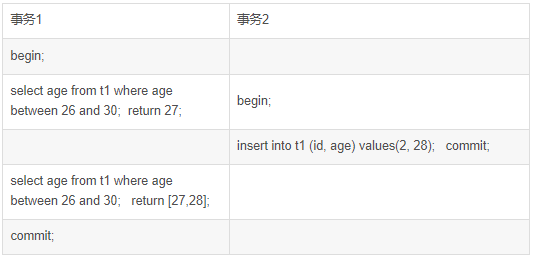 事务1
事务2
begin;
select age from t1 where age
between 26 and 30;  return 27;
begin;
insert into t1 (id, age) values(2, 28);   commit;
select age from t1 where age
between 26 and 30;   return [27,28];
commit;